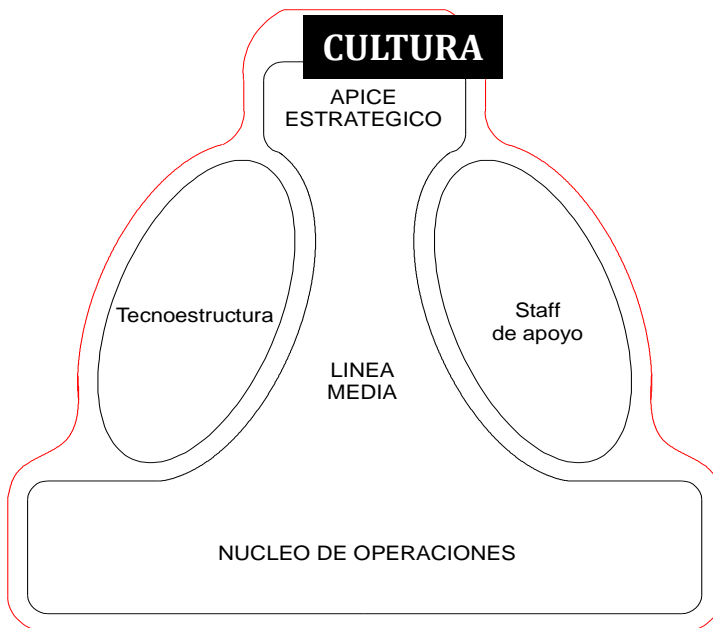 CULTURA
APICE
ESTRATEGICO
Tecnoestructura
Staff
de apoyo
LINEA
MEDIA
NUCLEO DE OPERACIONES